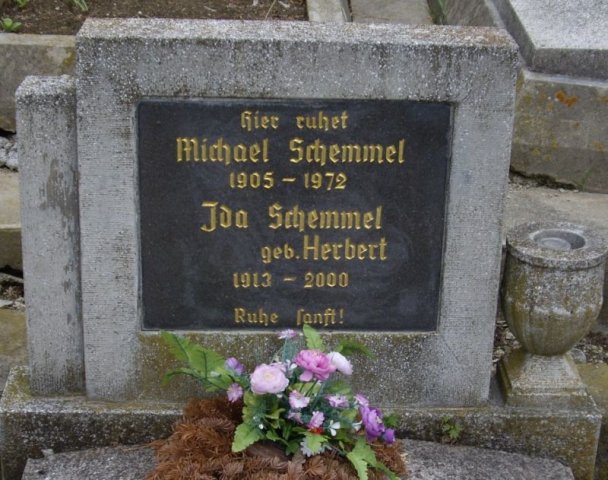 Hier ruhet
Michael Schemmel
1905 - 1972
Ida Schemmel
geb. Herbert
1913 - 2000
Ruhe sanft!